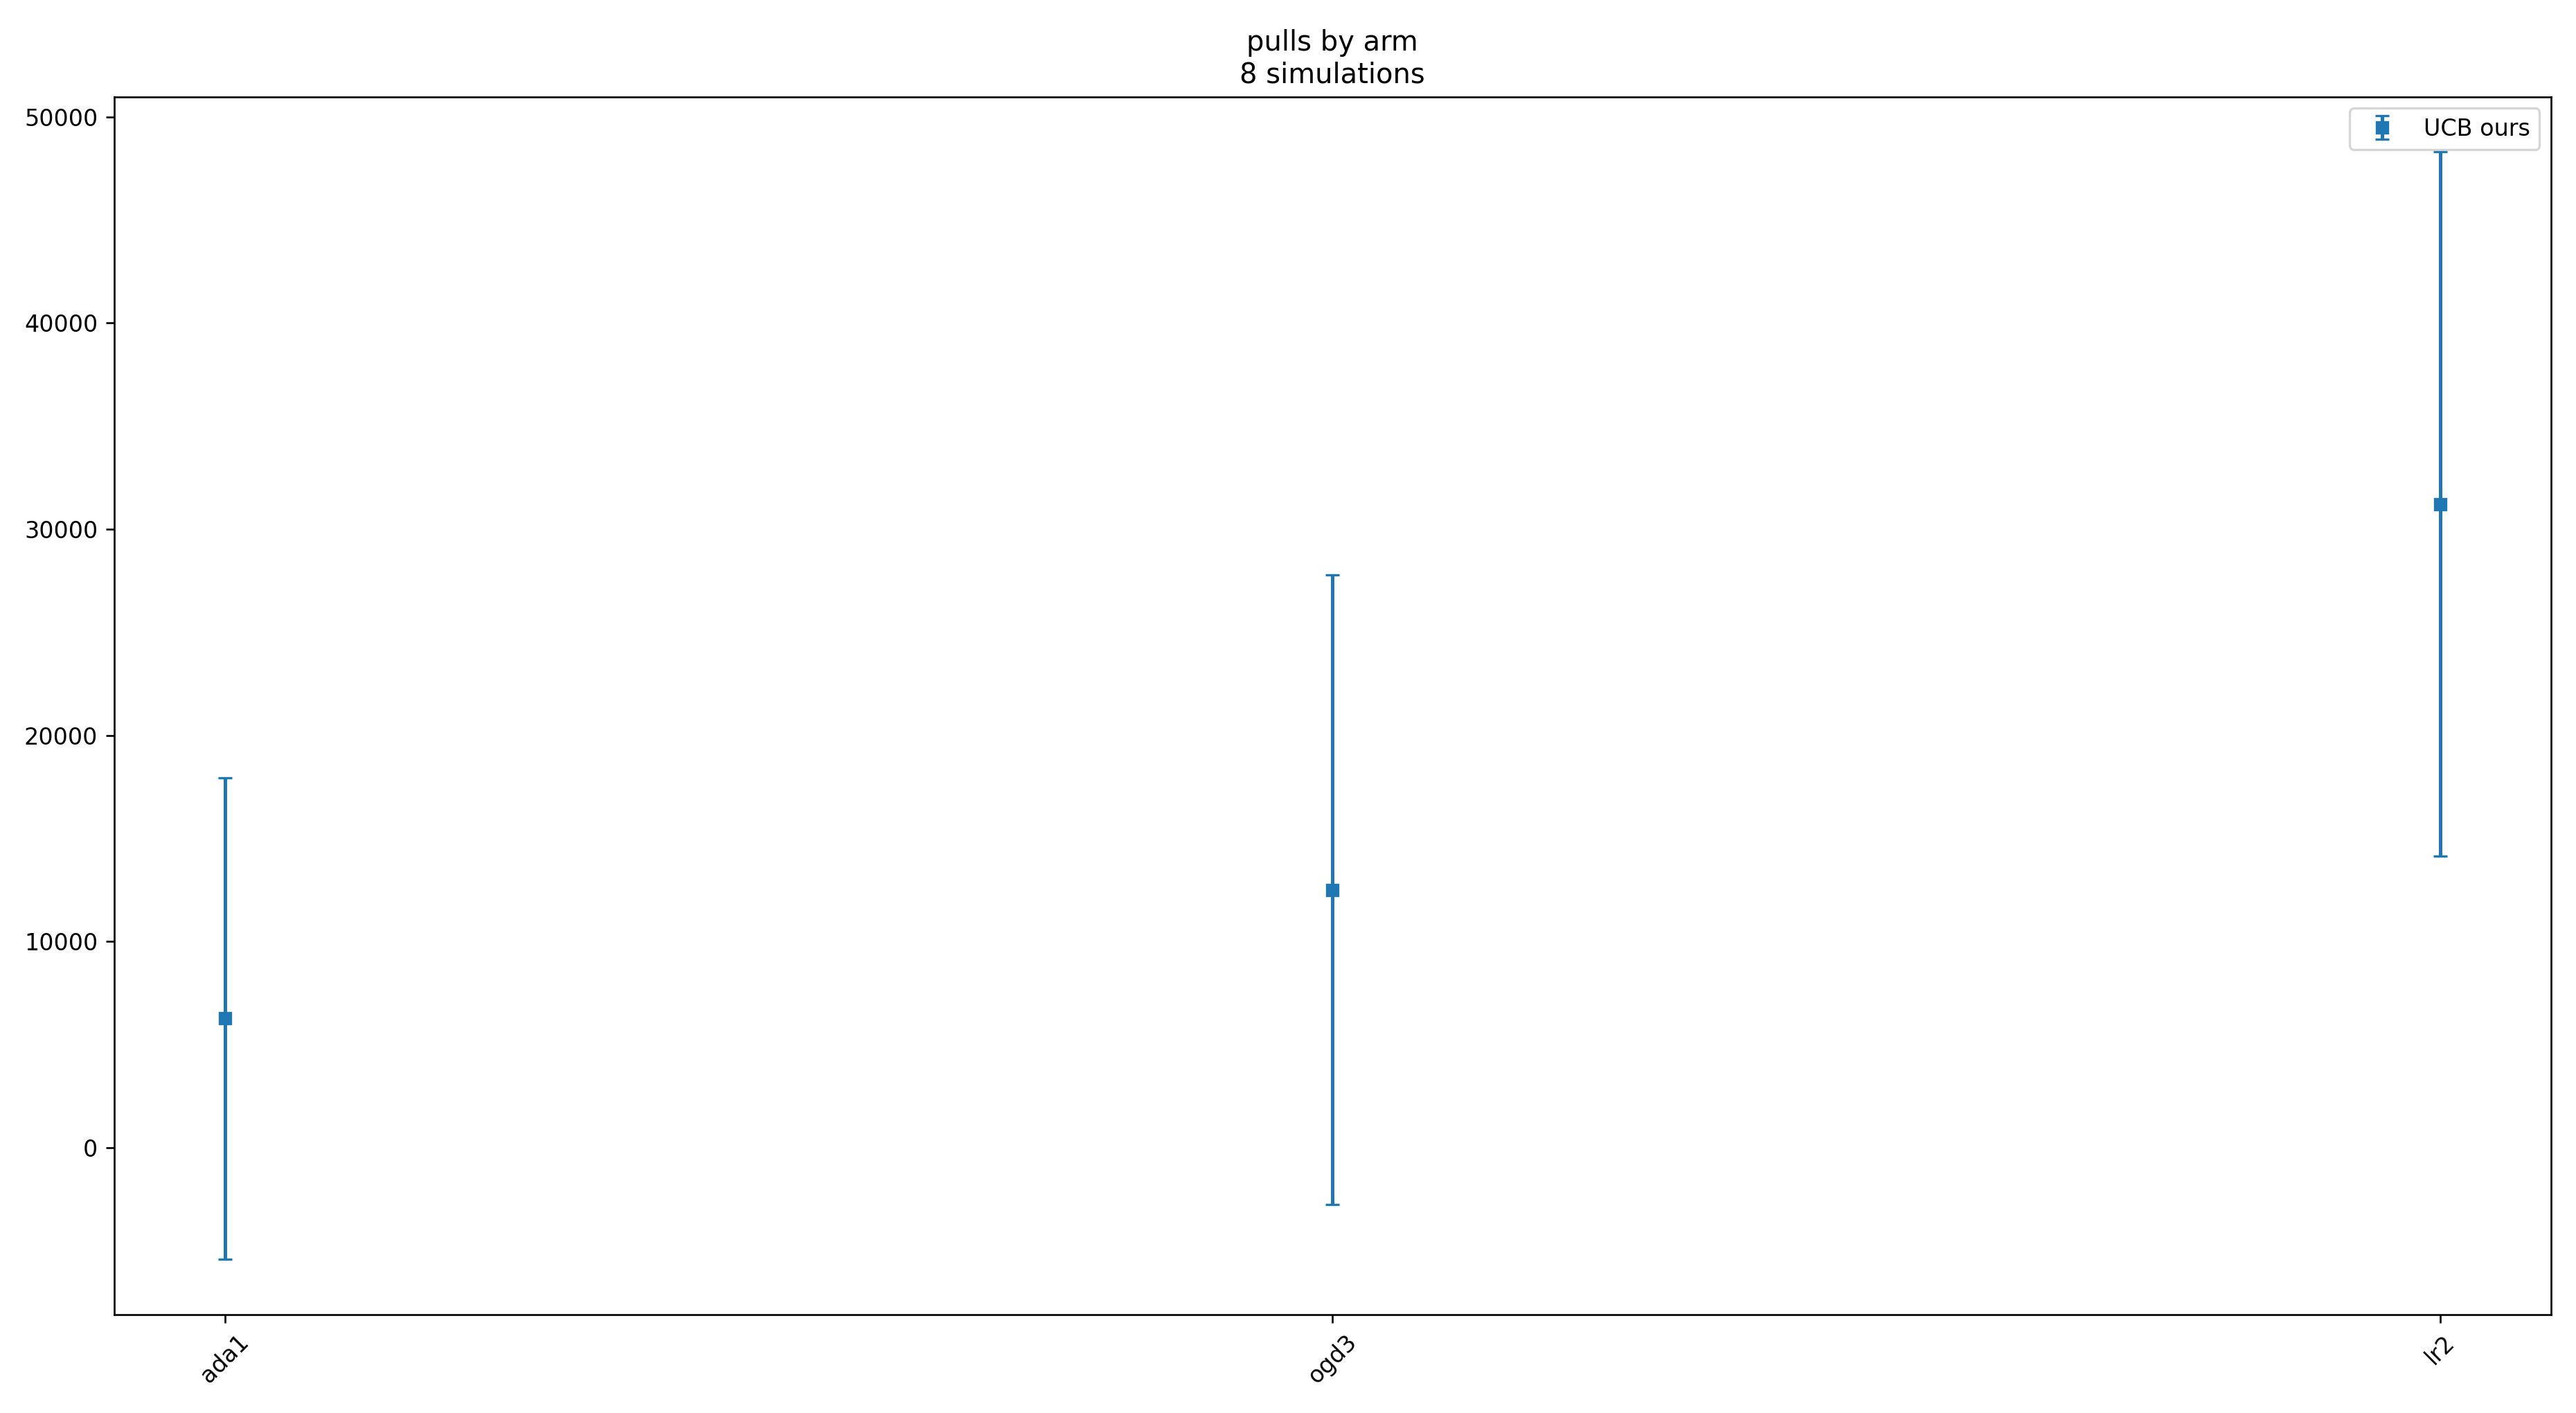 pulls by arm
8 simulations
UCB ours
50000
40000
30000
20000
10000
0
ada1
ogd3
lr2